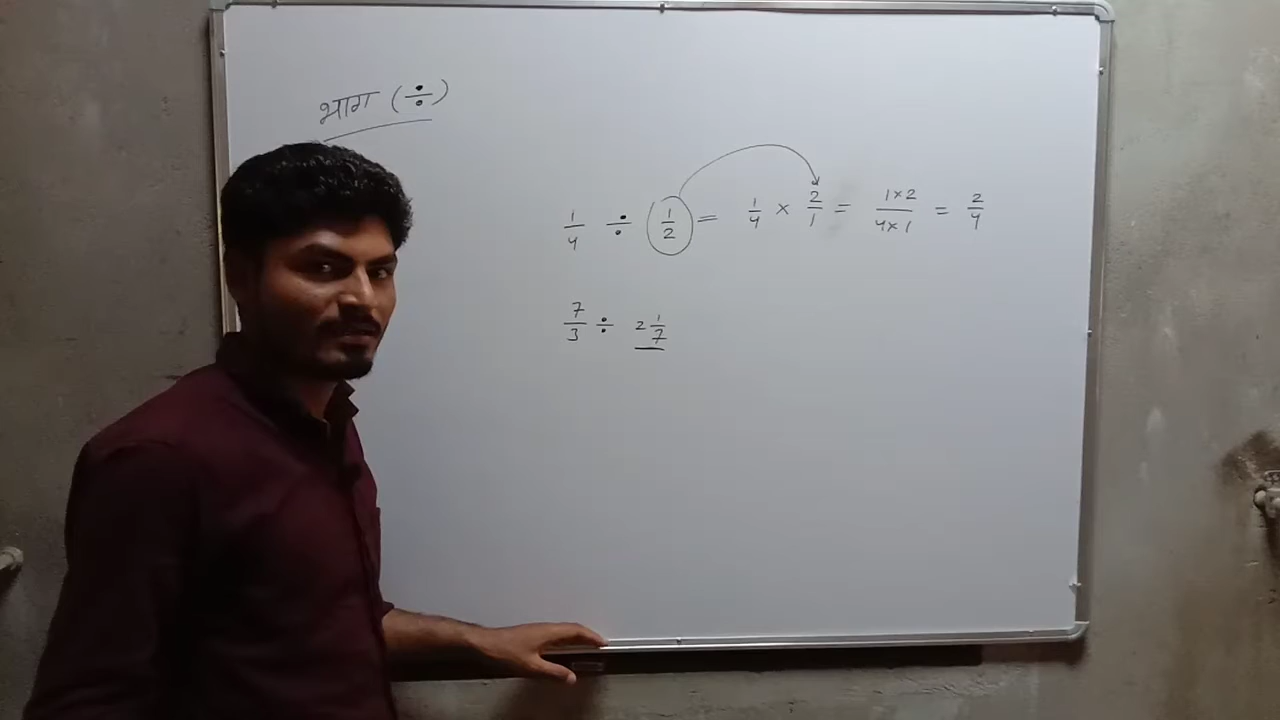 भाग (÷)
1/4 ÷ 1/2 = 1/4 × 2/1 = 1×2/4×1 = 2/4
7/3 ÷ 2 1/7